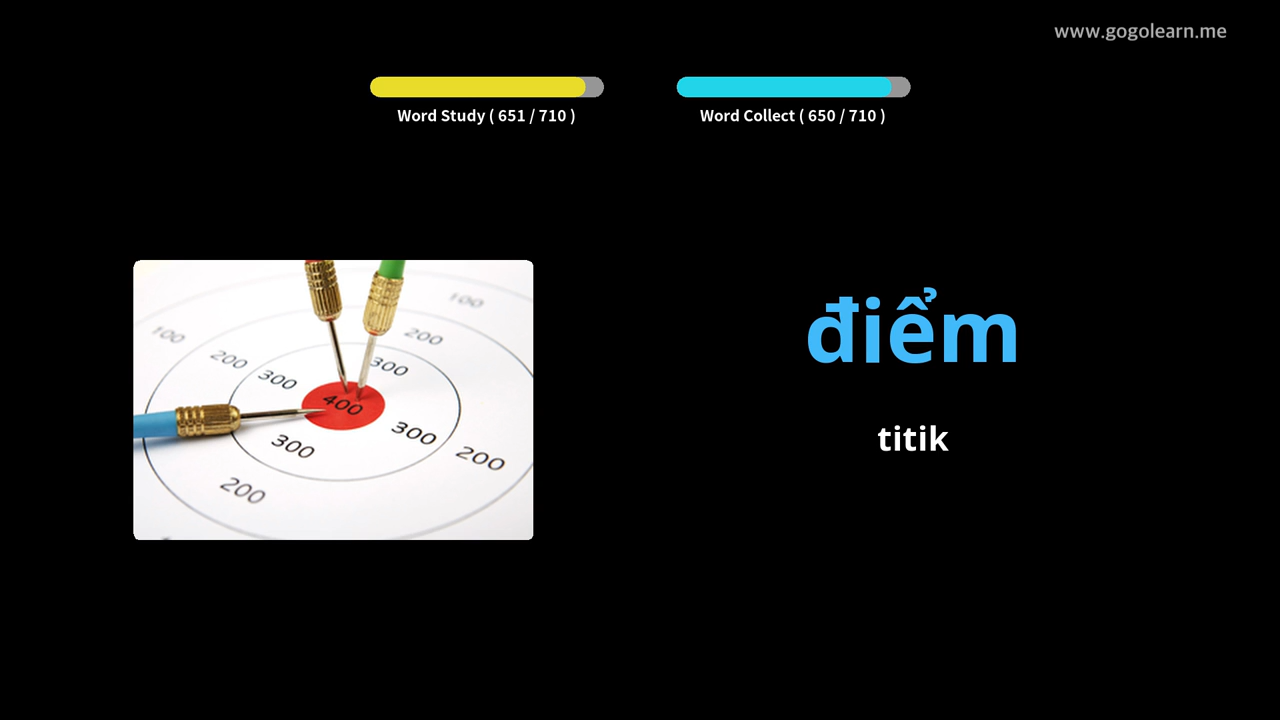 www.gogolearn.me
Word Study ( 651 / 710 )
Word Collect ( 650 / 710 )
điểm
titik
100
100
200
200
300
300
400
300
300
200
200